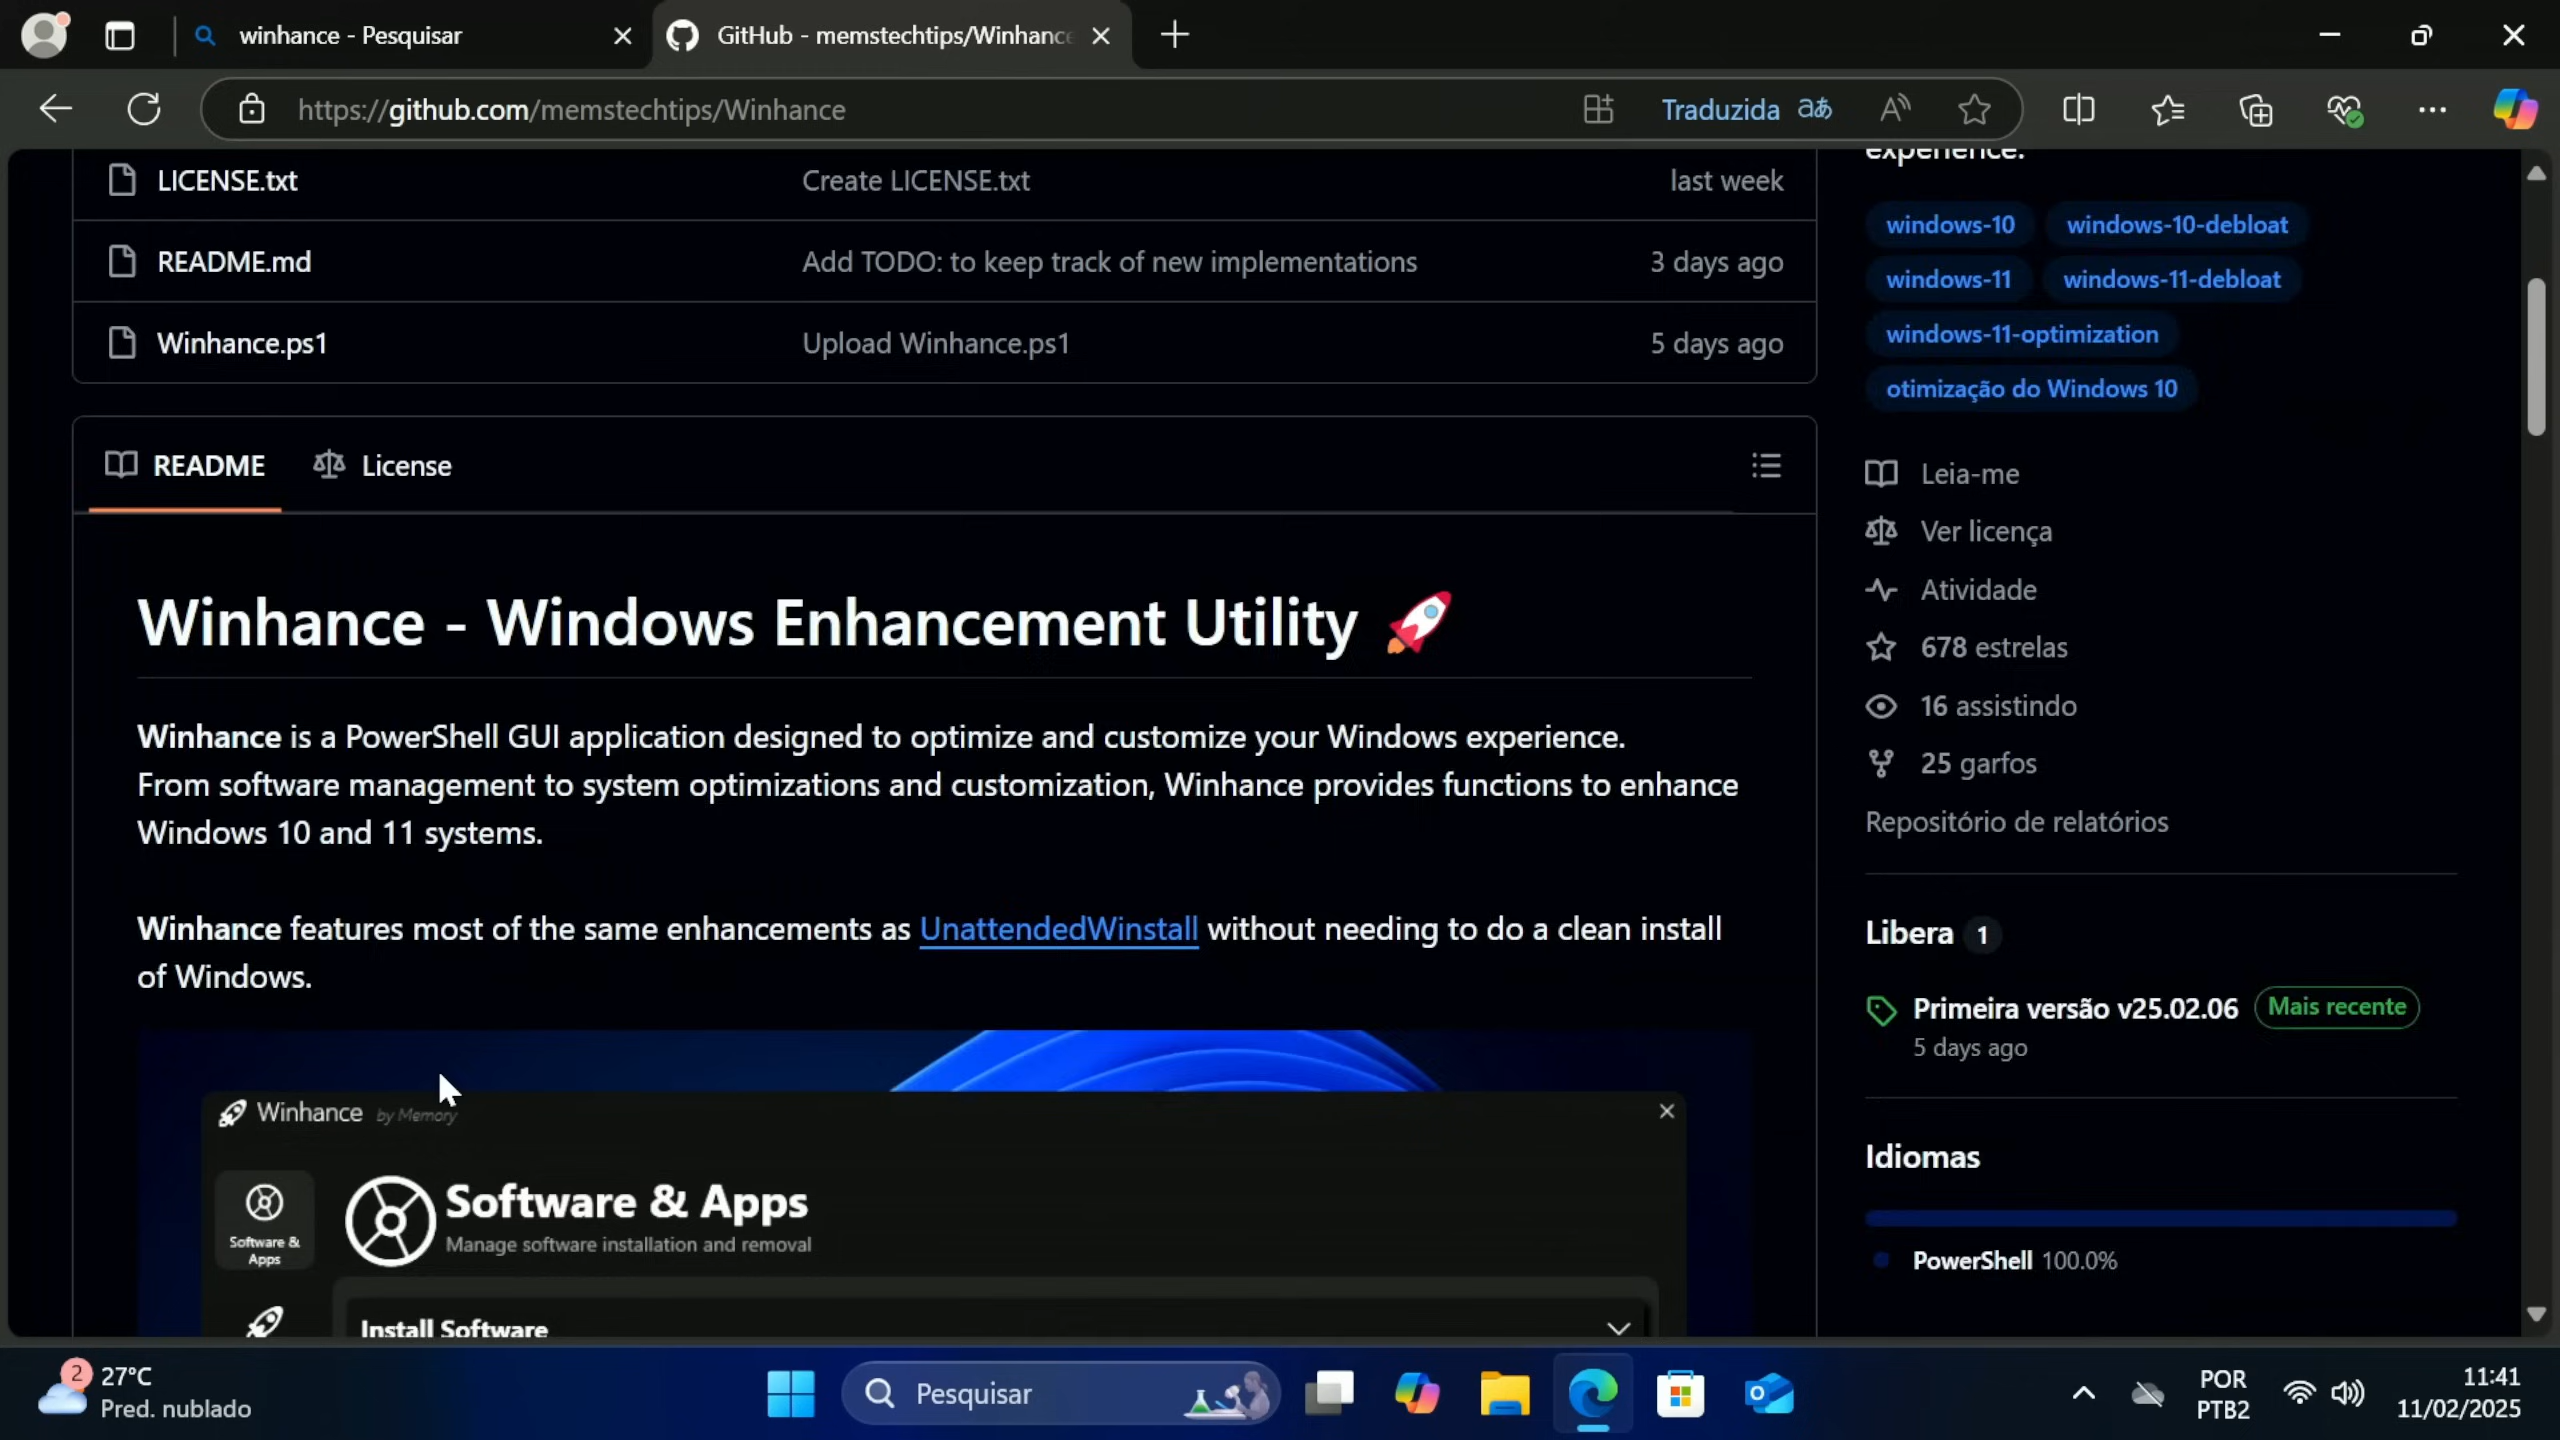 winhance - Pesquisar
GitHub - memstechtips/Winhance
https://github.com/memstechtips/Winhance
Traduzida
LICENSE.txt
Create LICENSE.txt
last week
README.md
Add TODO: to keep track of new implementations
3 days ago
Winhance.ps1
Upload Winhance.ps1
5 days ago
README
License
Winhance - Windows Enhancement Utility 🚀
Winhance is a PowerShell GUI application designed to optimize and customize your Windows experience.
From software management to system optimizations and customization, Winhance provides functions to enhance
Windows 10 and 11 systems.
Winhance features most of the same enhancements as UnattendedWinstall without needing to do a clean install
of Windows.
Winhance by Memory
Software &
Apps
Software & Apps
Manage software installation and removal
Install Software
experience.
windows-10
windows-10-debloat
windows-11
windows-11-debloat
windows-11-optimization
otimização do Windows 10
Leia-me
Ver licença
Atividade
678 estrelas
16 assistindo
25 garfos
Repositório de relatórios
Libera 1
Primeira versão v25.02.06
Mais recente
5 days ago
Idiomas
PowerShell 100.0%
2
27°C
Pred. nublado
Pesquisar
POR
PTB2
11:41
11/02/2025